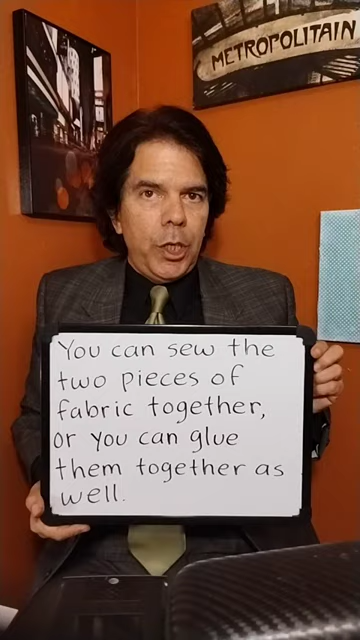 METROPOLITAIN
You can sew the
two pieces of
fabric together,
or you can glue
them together as
well.